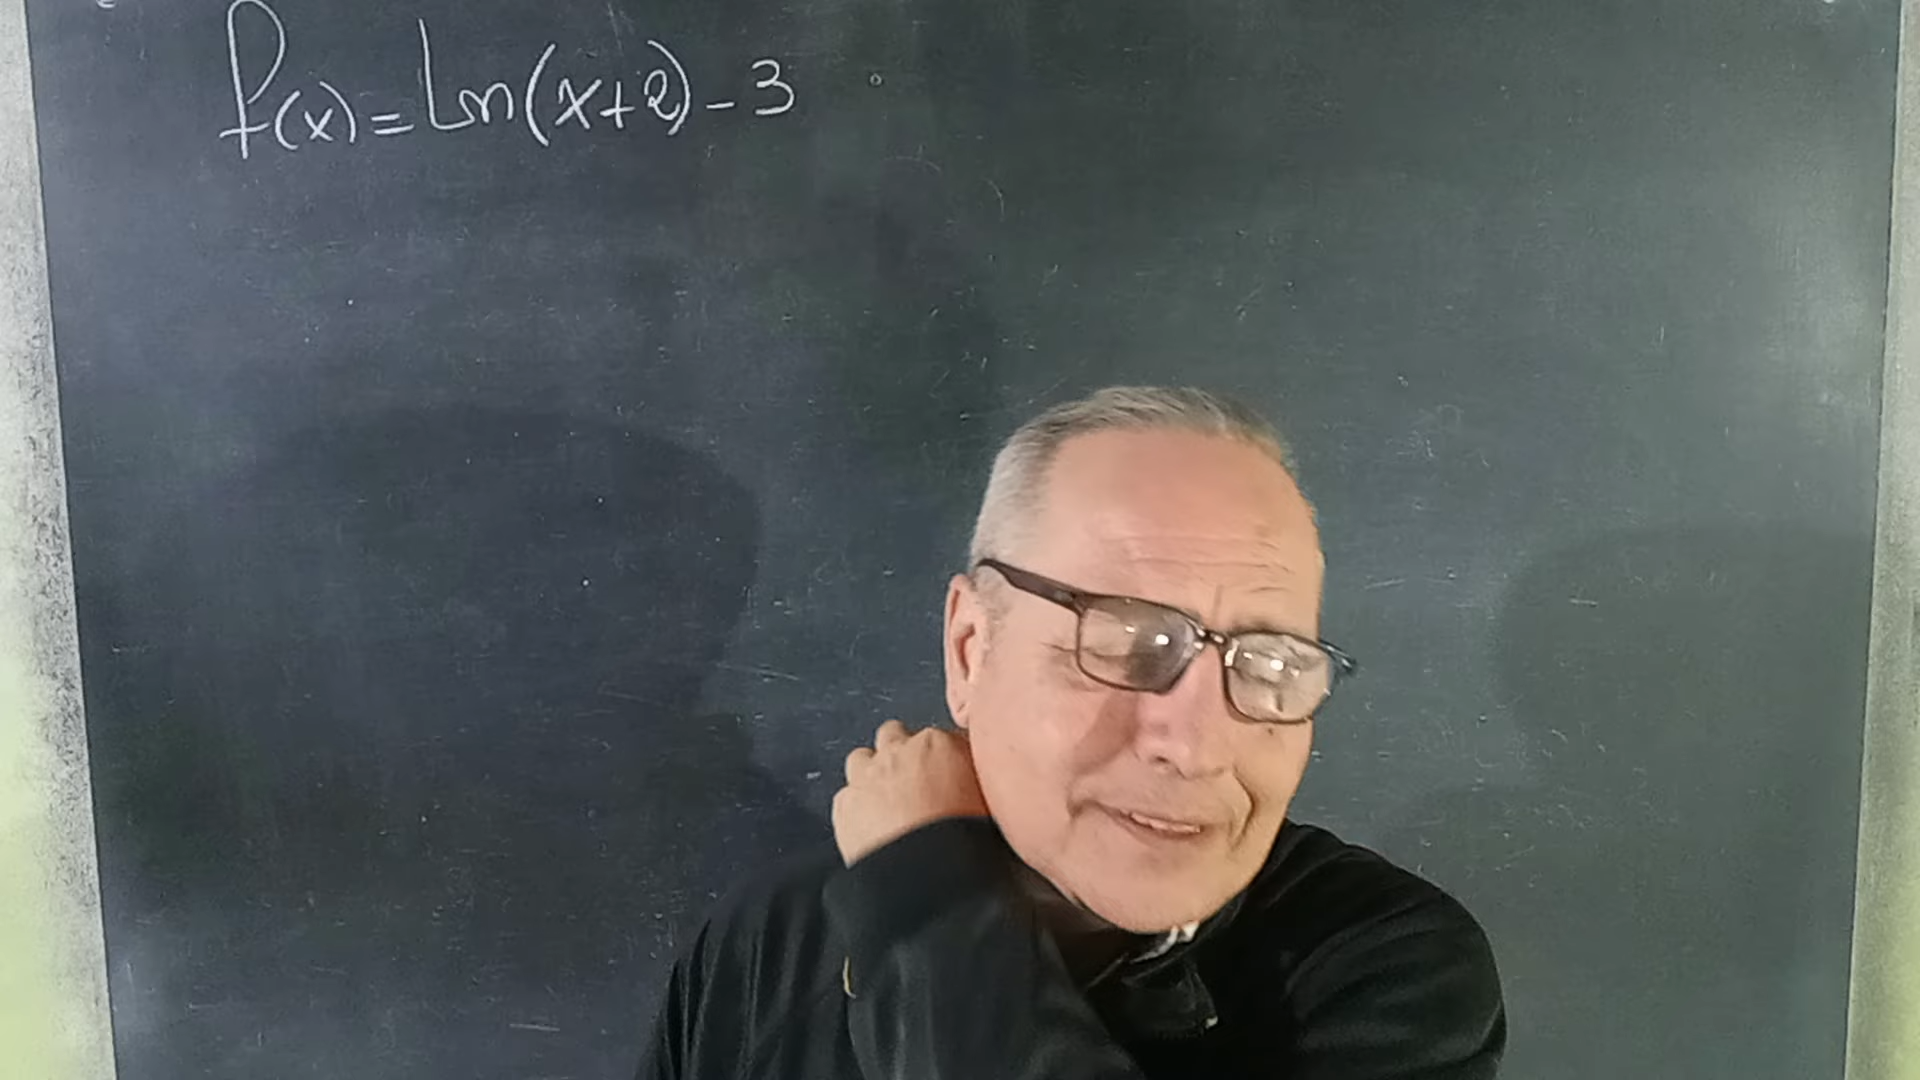 f(x) = Ln(x+2) - 3